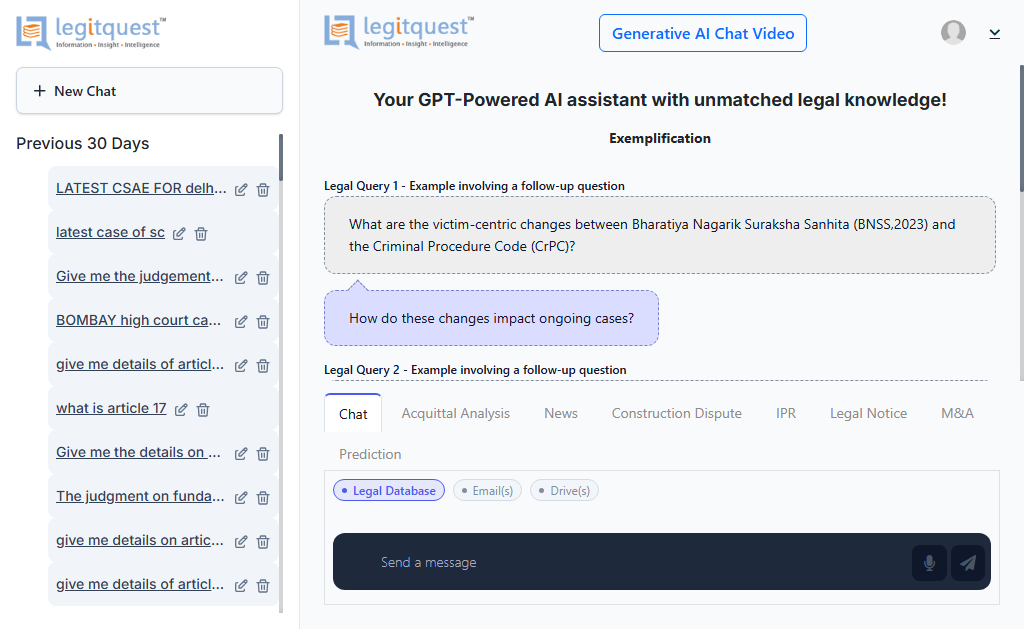 legitquest™
Information • Insight • Intelligence
New Chat
Previous 30 Days
LATEST CSAE FOR delh...
latest case of sc
Give me the judgement...
BOMBAY high court ca...
give me details of articl...
what is article 17
Give me the details on ...
The judgment on funda...
give me details on artic...
give me details of articl...
legitquest™
Information • Insight • Intelligence
Generative AI Chat Video
Your GPT-Powered AI assistant with unmatched legal knowledge!
Exemplification
Legal Query 1 - Example involving a follow-up question
What are the victim-centric changes between Bharatiya Nagarik Suraksha Sanhita (BNSS,2023) and
the Criminal Procedure Code (CrPC)?
How do these changes impact ongoing cases?
Legal Query 2 - Example involving a follow-up question
Chat Acquittal Analysis News Construction Dispute IPR Legal Notice M&A
Prediction
Legal Database Email(s) Drive(s)
Send a message